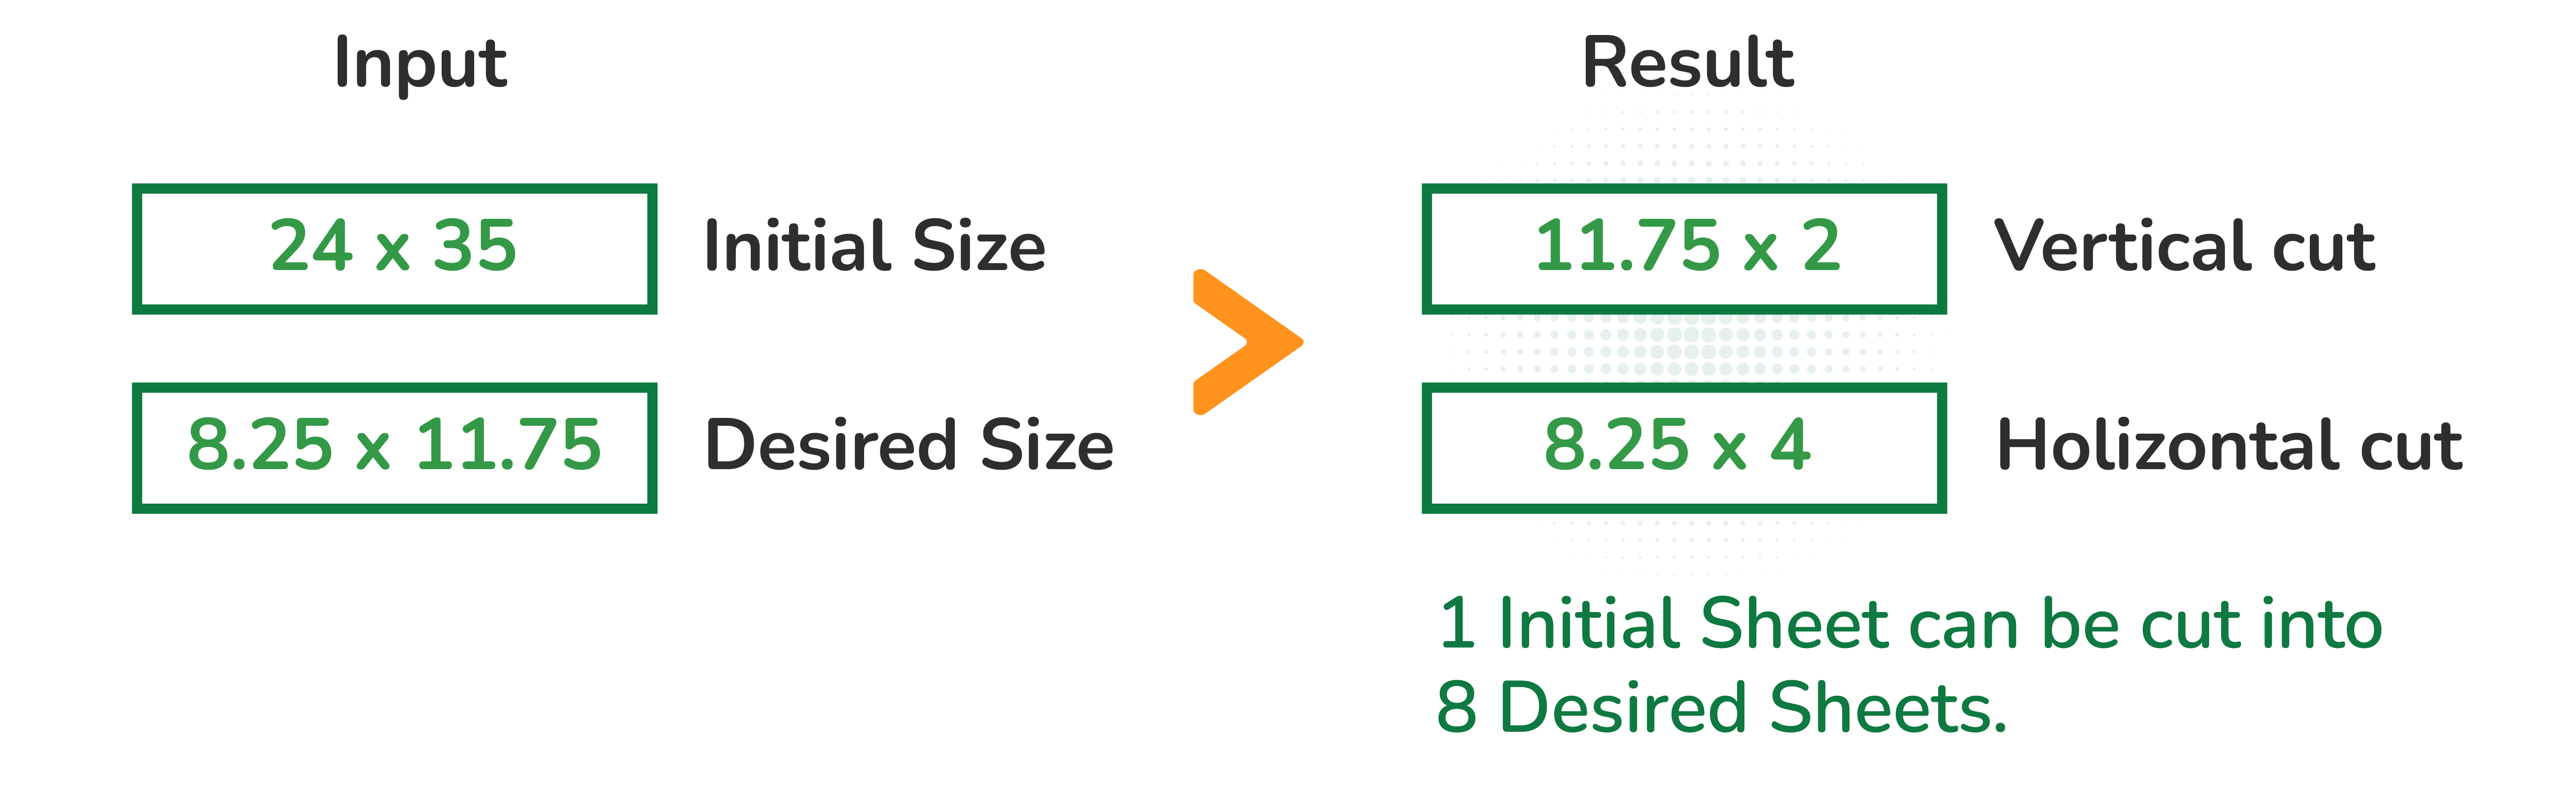 Input
24 x 35
Initial Size
8.25 x 11.75
Desired Size
Result
11.75 x 2
Vertical cut
8.25 x 4
Holizontal cut
1 Initial Sheet can be cut into
8 Desired Sheets.